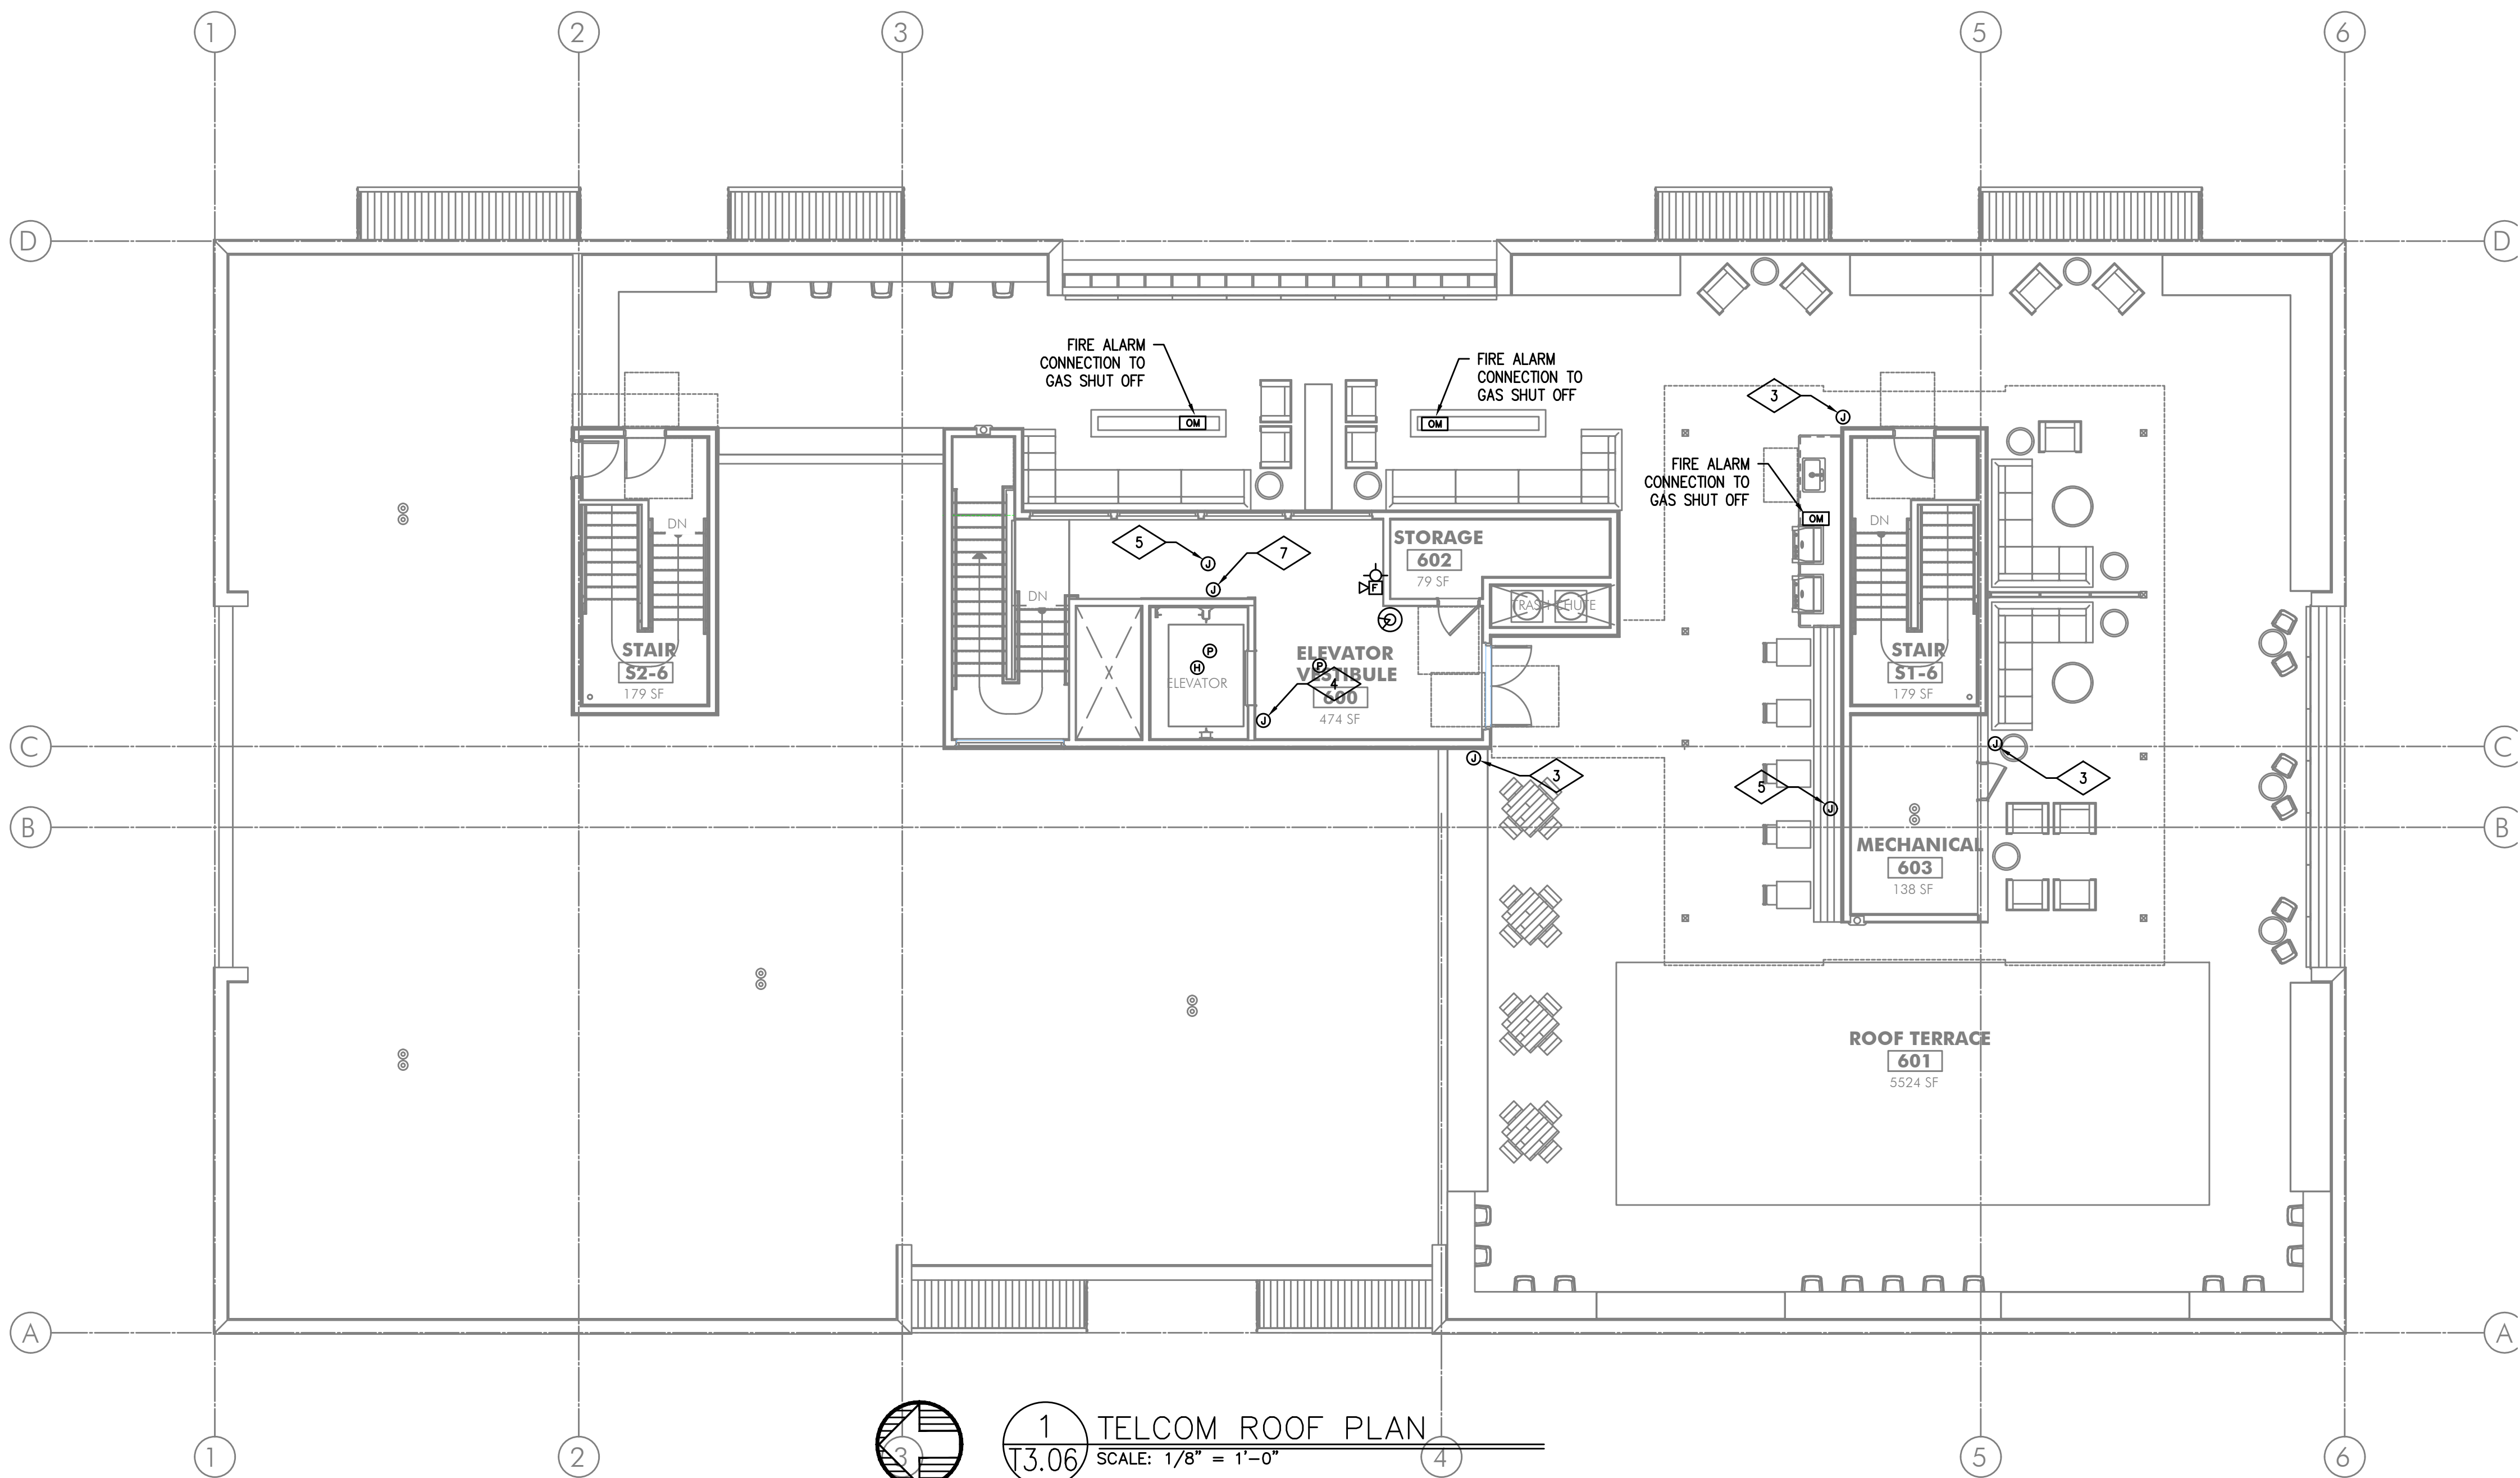 1
2
3
5
6
D
D
FIRE ALARM
CONNECTION TO
GAS SHUT OFF
FIRE ALARM
CONNECTION TO
GAS SHUT OFF
3
J
OM
OM
FIRE ALARM
CONNECTION TO
GAS SHUT OFF
OM
DN
DN
5
J
7
J
STORAGE
602
79 SF
F
TRASH CHUTE
DN
STAIR
S2-6
179 SF
X
P
H
ELEVATOR
P
ELEVATOR
VESTIBULE
4
600
474 SF
J
STAIR
S1-6
179 SF
C
C
J
3
J
3
5
J
B
B
MECHANICAL
603
138 SF
ROOF TERRACE
601
5524 SF
A
A
1
2
3
4
5
6
1
T3.06
TELCOM ROOF PLAN
SCALE: 1/8" = 1'-0"